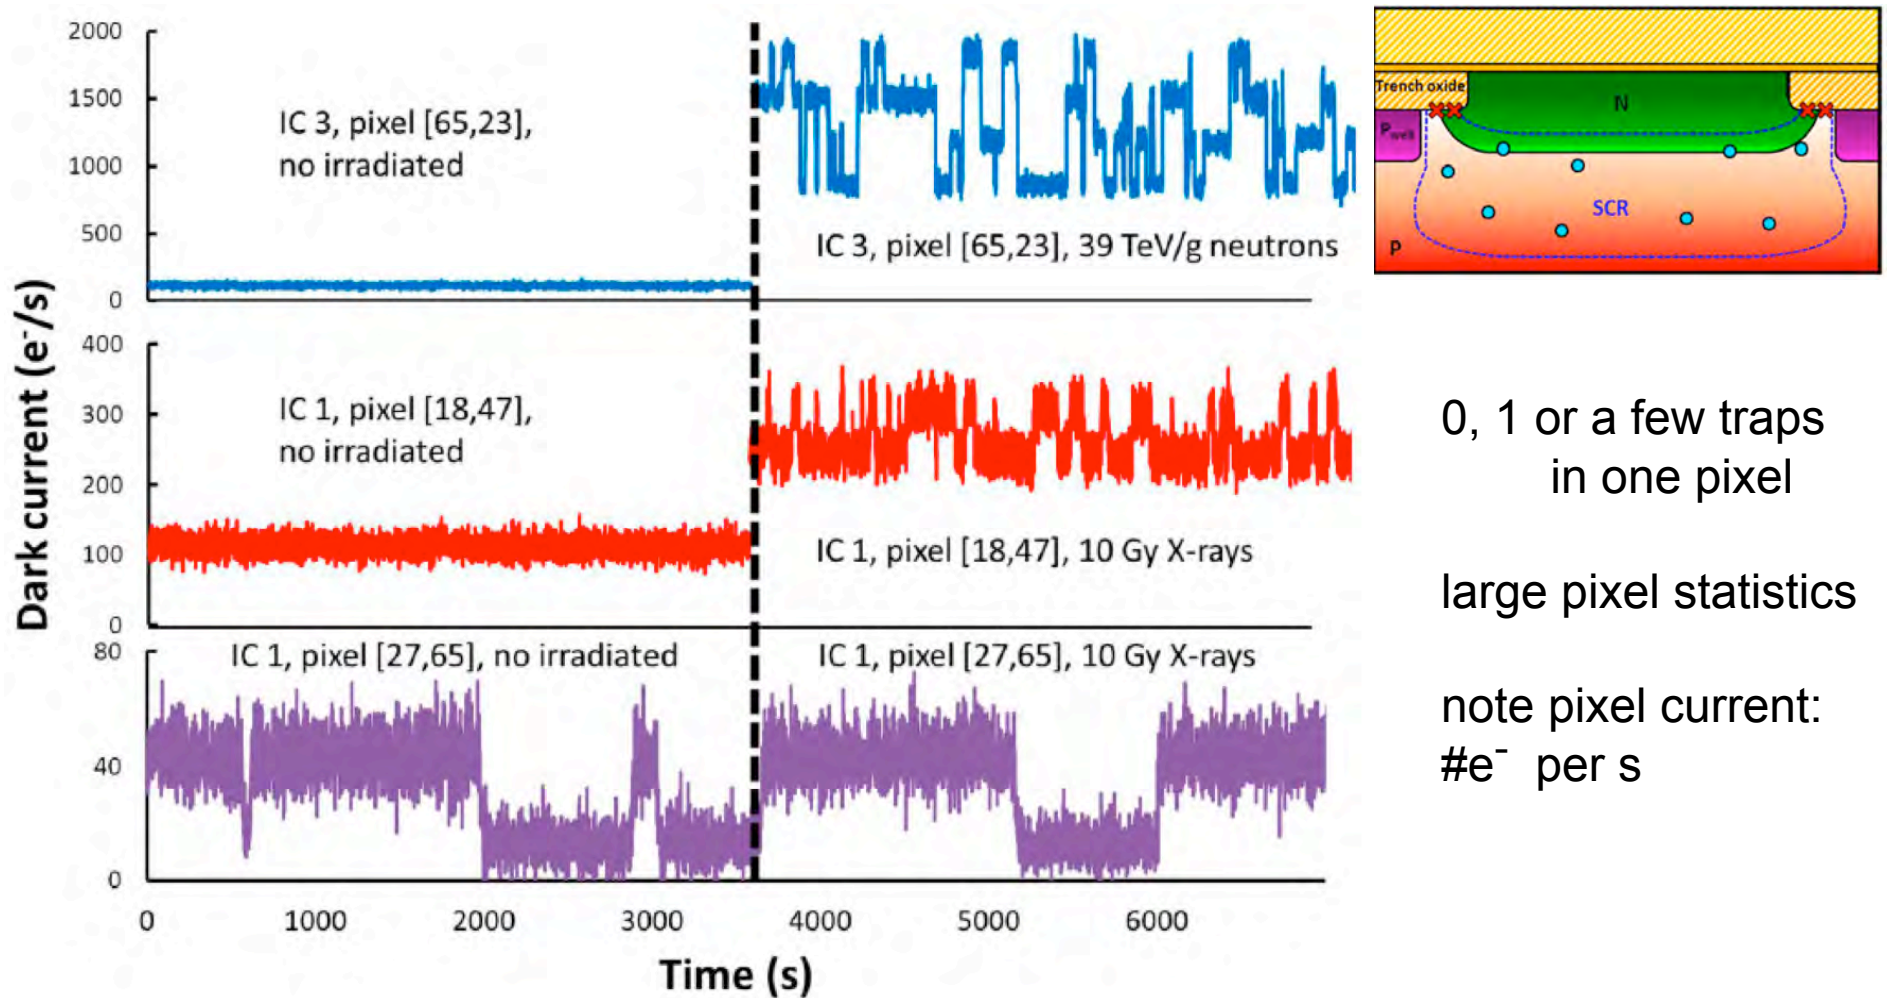 Dark current (e⁻/s)
2000
1500
1000
500
0
IC 3, pixel [65,23],
no irradiated
IC 3, pixel [65,23], 39 TeV/g neutrons
400
300
200
100
0
IC 1, pixel [18,47],
no irradiated
IC 1, pixel [18,47], 10 Gy X-rays
80
40
0
IC 1, pixel [27,65], no irradiated
IC 1, pixel [27,65], 10 Gy X-rays
0 1000 2000 3000 4000 5000 6000
Time (s)
Trench oxide
N
Pwell
SCR
P
0, 1 or a few traps
in one pixel
large pixel statistics
note pixel current:
#e⁻ per s